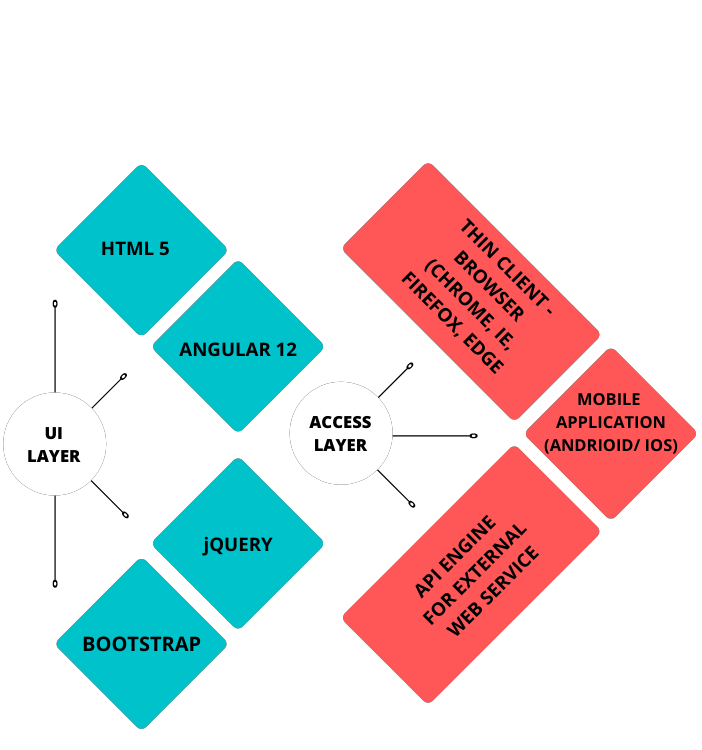 HTML 5
ANGULAR 12
UI
LAYER
jQUERY
BOOTSTRAP
THIN CLIENT -
BROWSER
(CHROME, IE,
FIREFOX, EDGE
ACCESS
LAYER
MOBILE
APPLICATION
(ANDRIOID/ IOS)
API ENGINE
FOR EXTERNAL
WEB SERVICE